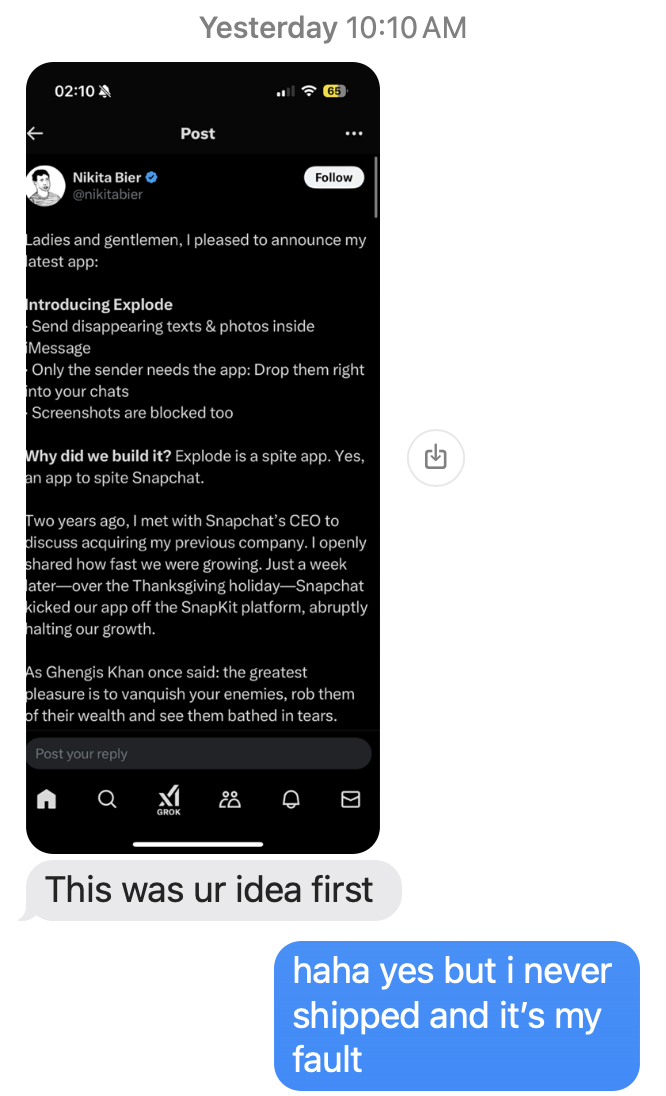 Yesterday 10:10 AM
02:10
65
Post
Nikita Bier
@nikitabier
Follow
Ladies and gentlemen, I pleased to announce my
latest app:
Introducing Explode
· Send disappearing texts & photos inside
iMessage
· Only the sender needs the app: Drop them right
into your chats
· Screenshots are blocked too
Why did we build it? Explode is a spite app. Yes,
an app to spite Snapchat.
Two years ago, I met with Snapchat's CEO to
discuss acquiring my previous company. I openly
shared how fast we were growing. Just a week
later—over the Thanksgiving holiday—Snapchat
kicked our app off the SnapKit platform, abruptly
halting our growth.
As Ghengis Khan once said: the greatest
pleasure is to vanquish your enemies, rob them
of their wealth and see them bathed in tears.
Post your reply
GROK
This was ur idea first
haha yes but i never
shipped and it's my
fault